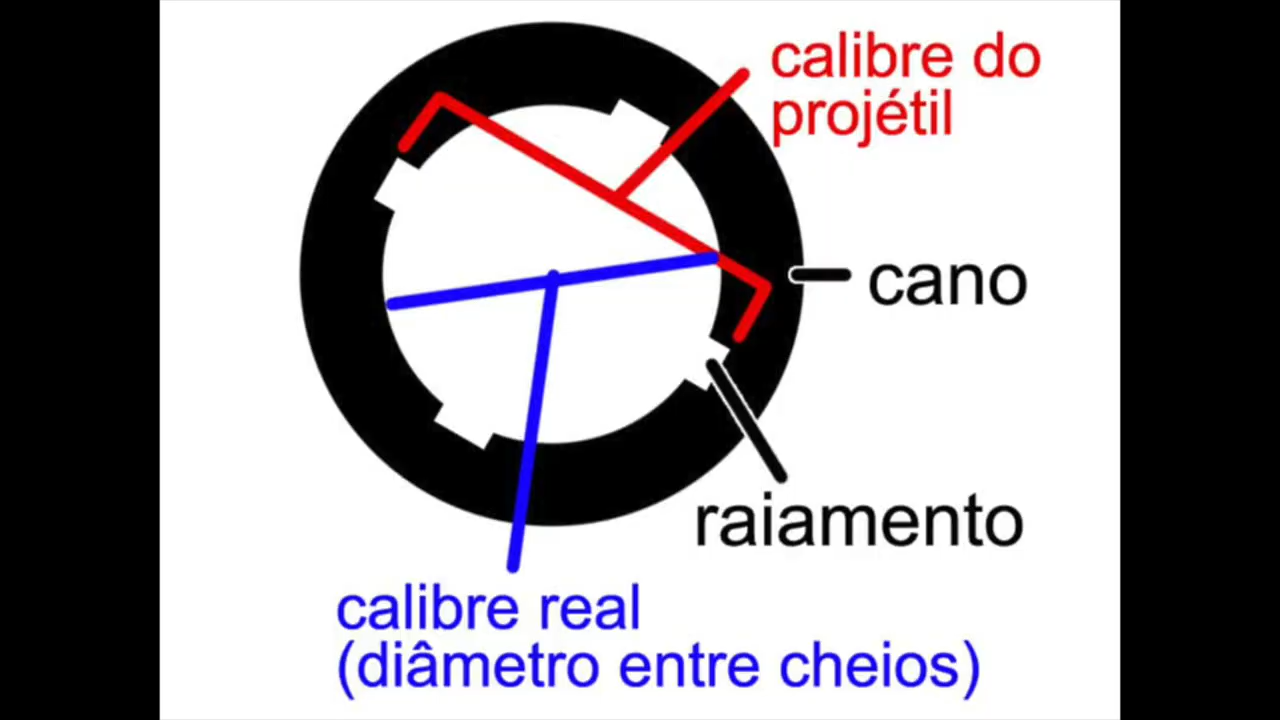 calibre do
projétil
cano
raiamento
calibre real
(diâmetro entre cheios)